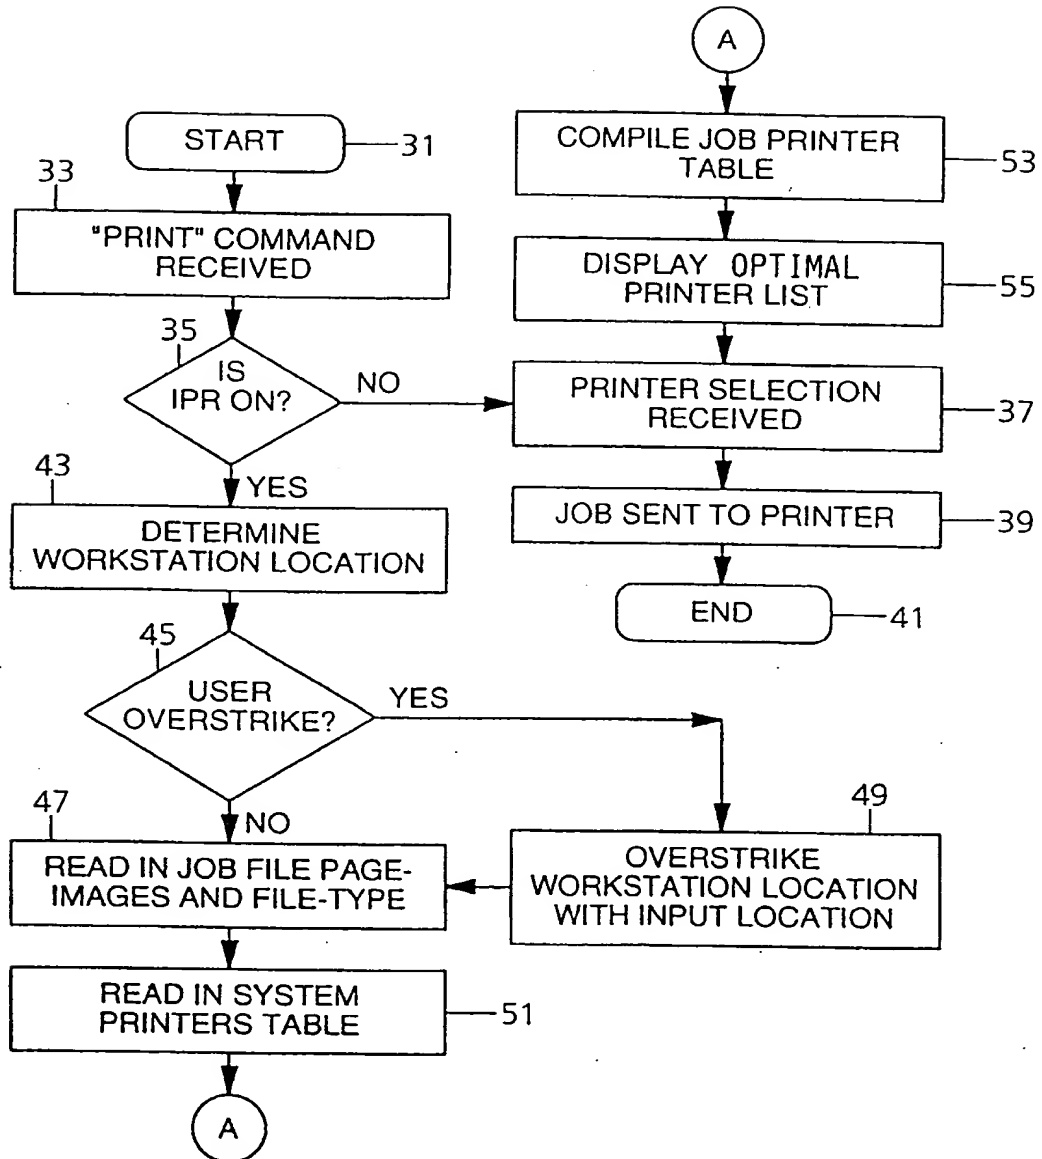 START
31
33
"PRINT" COMMAND
RECEIVED
35
IS
IPR ON?
NO
YES
43
DETERMINE
WORKSTATION LOCATION
45
USER
OVERSTRIKE?
YES
NO
47
READ IN JOB FILE PAGE-
IMAGES AND FILE-TYPE
49
OVERSTRIKE
WORKSTATION LOCATION
WITH INPUT LOCATION
READ IN SYSTEM
PRINTERS TABLE
51
A
A
COMPILE JOB PRINTER
TABLE
53
DISPLAY OPTIMAL
PRINTER LIST
55
PRINTER SELECTION
RECEIVED
37
JOB SENT TO PRINTER
39
END
41